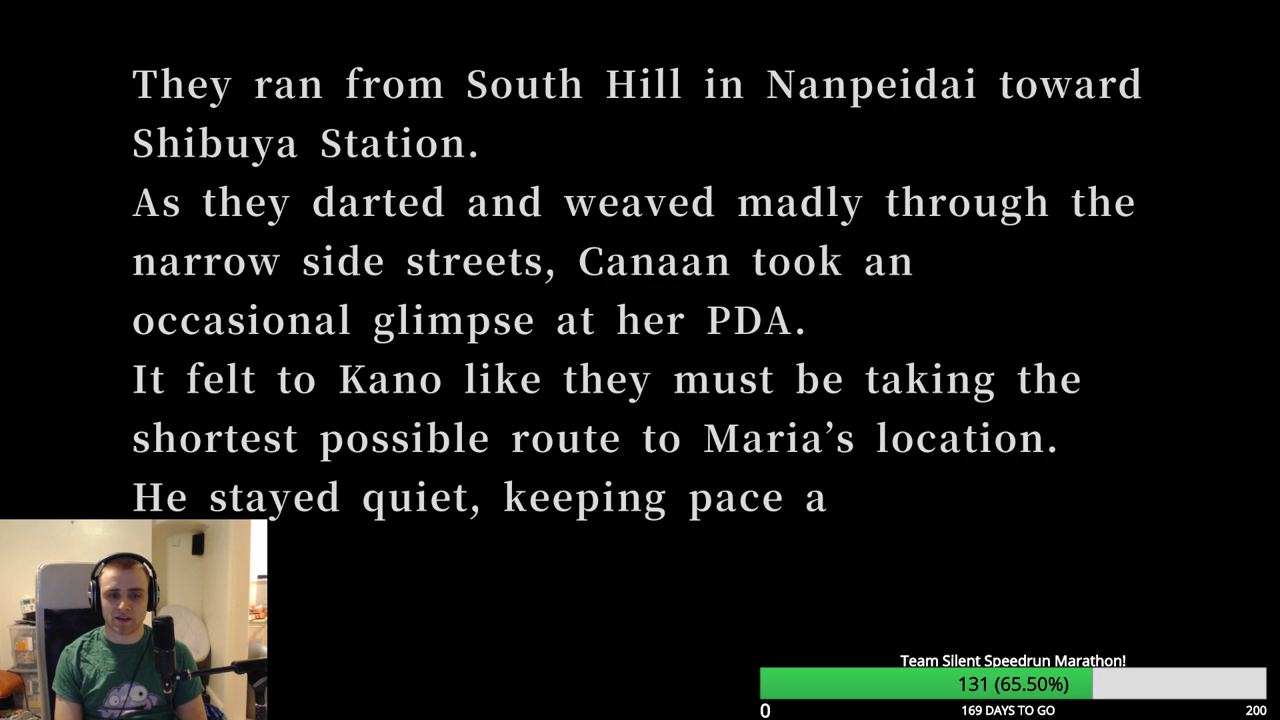 They ran from South Hill in Nanpeidai toward
Shibuya Station.
As they darted and weaved madly through the
narrow side streets, Canaan took an
occasional glimpse at her PDA.
It felt to Kano like they must be taking the
shortest possible route to Maria’s location.
He stayed quiet, keeping pace a
Team Silent Speedrun Marathon!
131 (65.50%)
0 169 DAYS TO GO 200